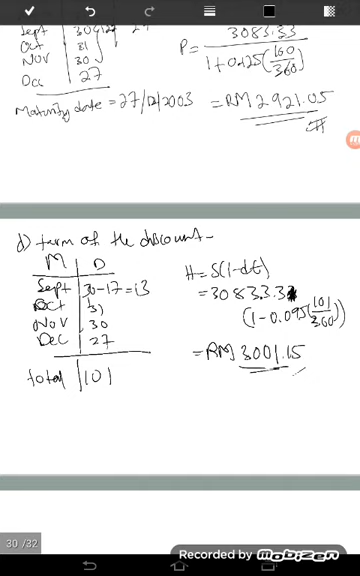 Sept
Oct 31
Nov 30
Dec 27
Maturity date = 27/12/2003
P = 3083.33
1+0.125(160/360)
= RM 2921.05
#
d) term of the discount -
M D
Sept 30-17 = 13
Oct 31
Nov 30
Dec 27
total 101
H = S(1-dt)
= 3083.33
(1-0.095(101/360))
= RM 3001.15
30 /32
Recorded by Mobizen